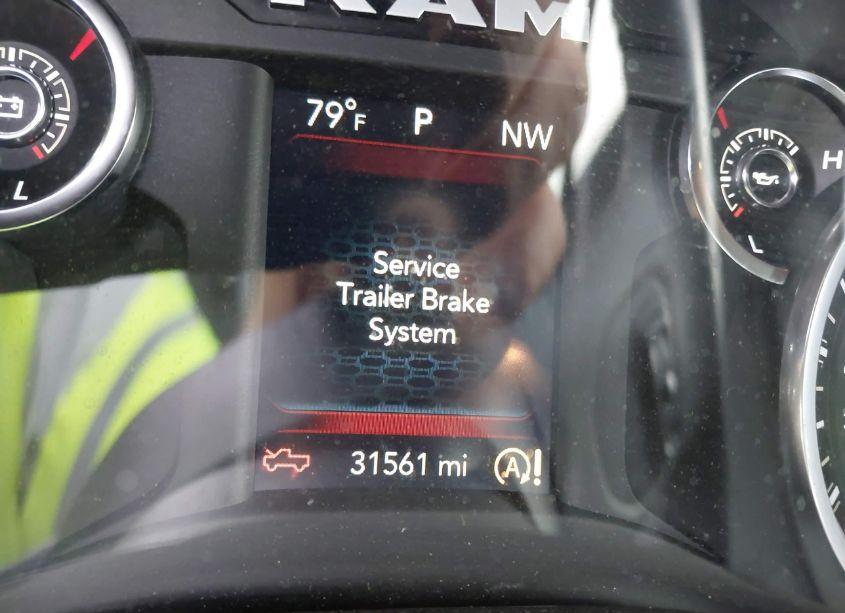 RAM
79°F P NW
Service
Trailer Brake
System
31561 mi A!
L
H
L